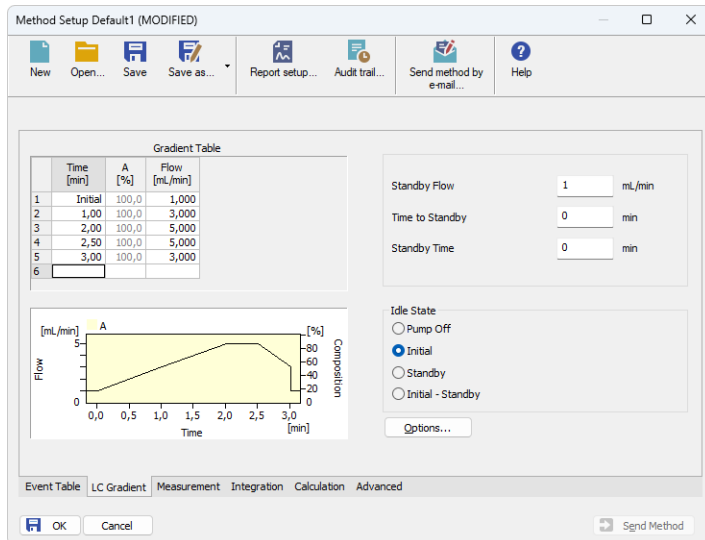 Method Setup Default1 (MODIFIED)
New Open... Save Save as... Report setup... Audit trail... Send method by e-mail... Help
Gradient Table
Time [min] A [%] Flow [mL/min]
1 Initial 100,0 1,000
2 1,00 100,0 3,000
3 2,00 100,0 5,000
4 2,50 100,0 5,000
5 3,00 100,0 3,000
6
Standby Flow 1 mL/min
Time to Standby 0 min
Standby Time 0 min
[mL/min] A [%]
5
80
60
40
20
0 0
Flow
Composition
0,0 0,5 1,0 1,5 2,0 2,5 3,0
Time [min]
Idle State
Pump Off
Initial
Standby
Initial - Standby
Options...
Event Table LC Gradient Measurement Integration Calculation Advanced
OK Cancel Send Method